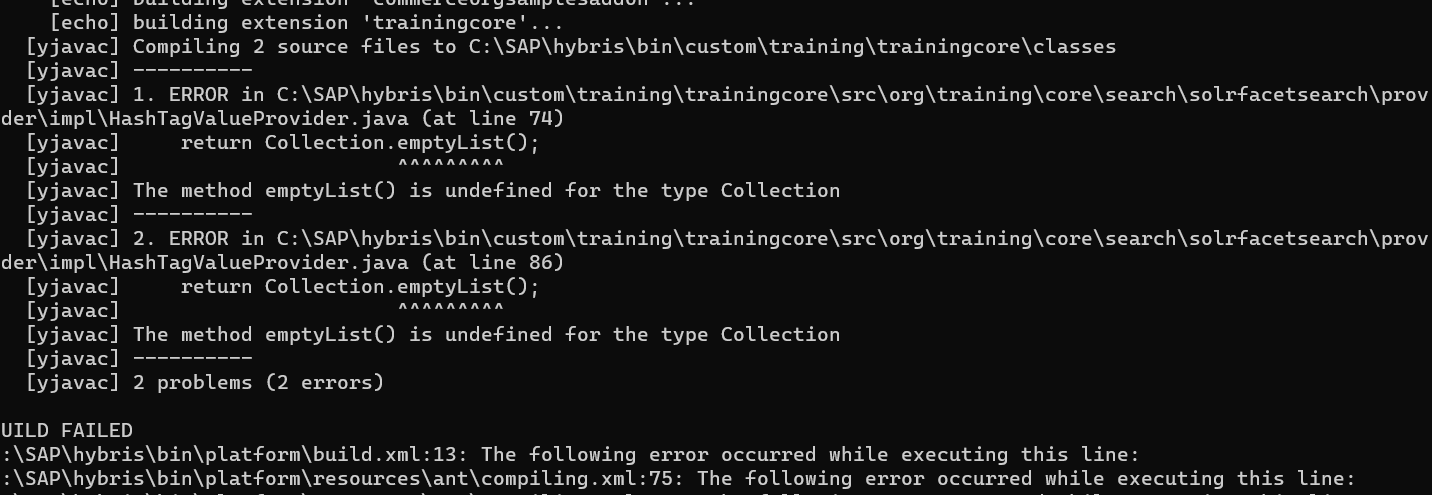 [echo] building extension 'commerceorgsamplesaddon'...
[echo] building extension 'trainingcore'...
[yjavac] Compiling 2 source files to C:\SAP\hybris\bin\custom\training\trainingcore\classes
[yjavac] ----------
[yjavac] 1. ERROR in C:\SAP\hybris\bin\custom\training\trainingcore\src\org\training\core\search\solrfacetsearch\prov
der\impl\HashTagValueProvider.java (at line 74)
[yjavac]     return Collection.emptyList();
[yjavac]                       ^^^^^^^^^
[yjavac] The method emptyList() is undefined for the type Collection
[yjavac] ----------
[yjavac] 2. ERROR in C:\SAP\hybris\bin\custom\training\trainingcore\src\org\training\core\search\solrfacetsearch\prov
der\impl\HashTagValueProvider.java (at line 86)
[yjavac]     return Collection.emptyList();
[yjavac]                       ^^^^^^^^^
[yjavac] The method emptyList() is undefined for the type Collection
[yjavac] ----------
[yjavac] 2 problems (2 errors)
UILD FAILED
:\SAP\hybris\bin\platform\build.xml:13: The following error occurred while executing this line:
:\SAP\hybris\bin\platform\resources\ant\compiling.xml:75: The following error occurred while executing this line: